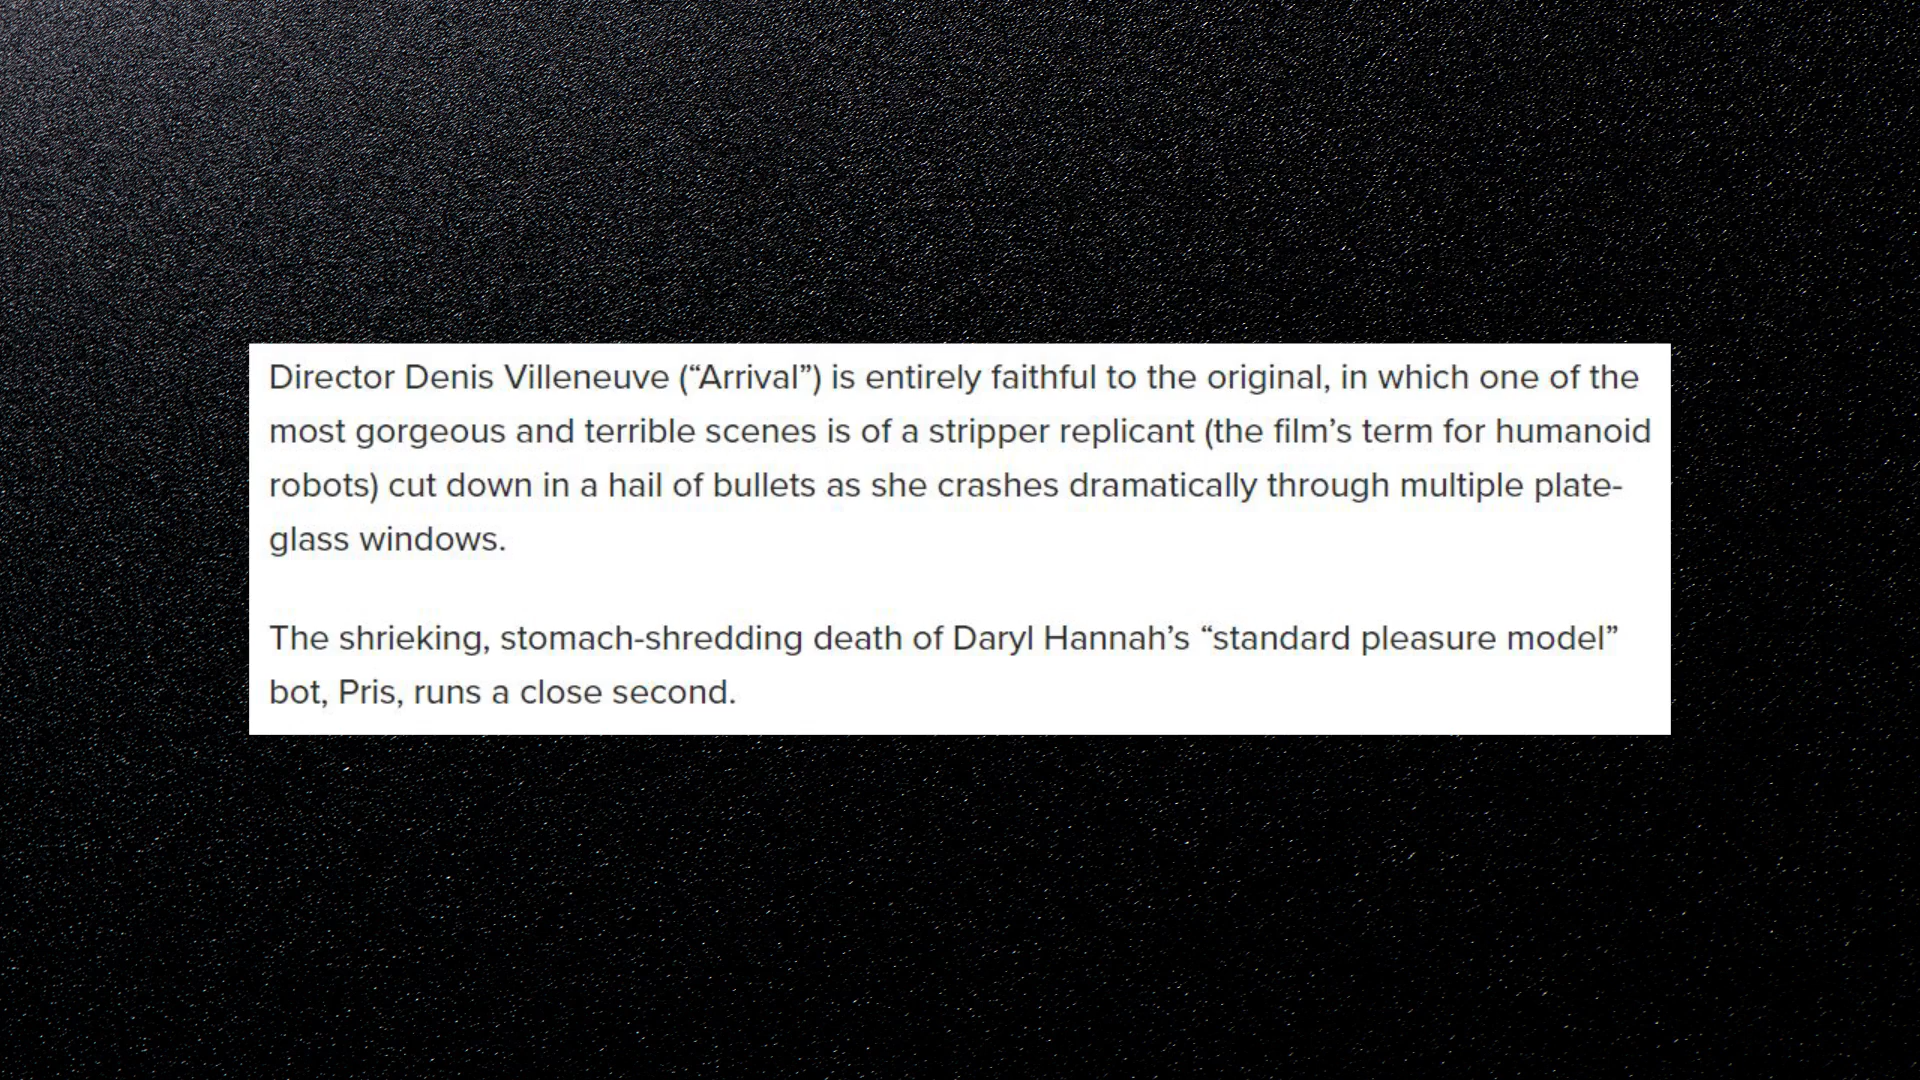 Director Denis Villeneuve (“Arrival”) is entirely faithful to the original, in which one of the
most gorgeous and terrible scenes is of a stripper replicant (the film’s term for humanoid
robots) cut down in a hail of bullets as she crashes dramatically through multiple plate-
glass windows.
The shrieking, stomach-shredding death of Daryl Hannah’s “standard pleasure model”
bot, Pris, runs a close second.